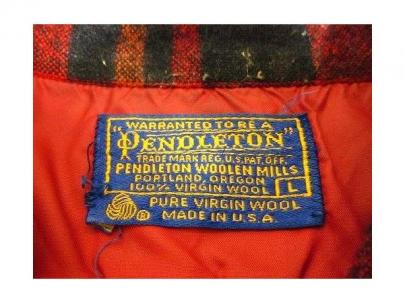 WARRANTED TO BE A
"PENDLETON"
TRADE MARK REG. U.S. PAT. OFF.
PENDLETON WOOLEN MILLS
PORTLAND, OREGON
100% VIRGIN WOOL L
® PURE VIRGIN WOOL
MADE IN U.S.A.